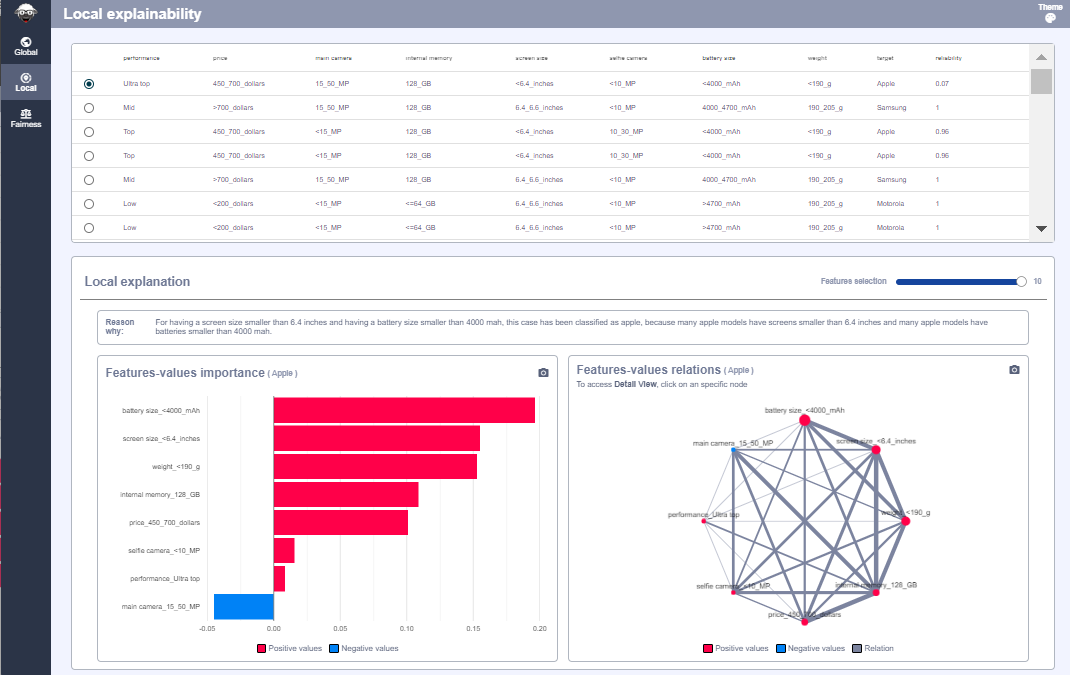 Local explainability
Theme
Global
Local
Fairness
performance price main camera internal memory screen size selfie camera battery size weight target reliability
Ultra top 450_700_dollars 15_50_MP 128_GB <6.4_inches <10_MP <4000_mAh <190_g Apple 0.07
Mid >700_dollars 15_50_MP 128_GB 6.4_6.6_inches <10_MP 4000_4700_mAh 190_205_g Samsung 1
Top 450_700_dollars <15_MP 128_GB <6.4_inches 10_30_MP <4000_mAh <190_g Apple 0.96
Top 450_700_dollars <15_MP 128_GB <6.4_inches 10_30_MP <4000_mAh <190_g Apple 0.96
Mid >700_dollars 15_50_MP 128_GB 6.4_6.6_inches <10_MP 4000_4700_mAh 190_205_g Samsung 1
Low <200_dollars <15_MP <=64_GB 6.4_6.6_inches <10_MP >4700_mAh 190_205_g Motorola 1
Low <200_dollars <15_MP <=64_GB 6.4_6.6_inches <10_MP >4700_mAh 190_205_g Motorola 1
Local explanation
Features selection 10
Reason why:
For having a screen size smaller than 6.4 inches and having a battery size smaller than 4000 mah, this case has been classified as apple, because many apple models have screens smaller than 6.4 inches and many apple models have
batteries smaller than 4000 mah.
Features-values importance ( Apple )
battery size_<4000_mAh
screen size_<6.4_inches
weight_<190_g
internal memory_128_GB
price_450_700_dollars
selfie camera_<10_MP
performance_Ultra top
main camera_15_50_MP
-0.05 0.00 0.05 0.10 0.15 0.20
Positive values Negative values
Features-values relations ( Apple )
To access Detail View, click on an specific node
battery size_<4000_mAh
main camera_15_50_MP
screen size_<6.4_inches
performance_Ultra top
weight_<190_g
selfie camera_<10_MP
internal memory_128_GB
price_450_700_dollars
Positive values Negative values Relation